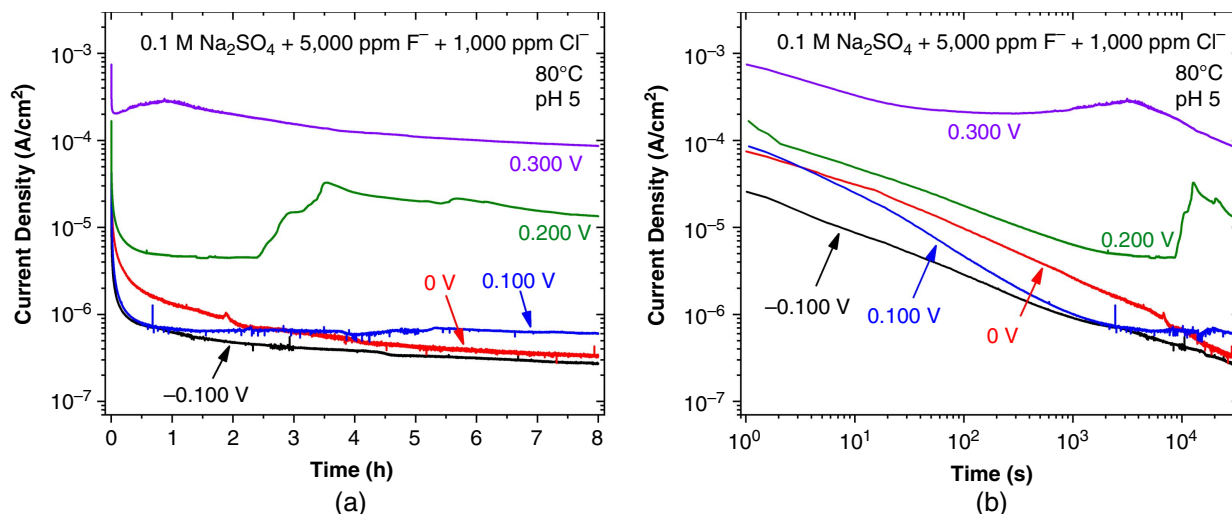 0.1 M Na₂SO₄ + 5,000 ppm F⁻ + 1,000 ppm Cl⁻
80°C
pH 5
10⁻³
10⁻⁴
10⁻⁵
10⁻⁶
10⁻⁷
Current Density (A/cm²)
0.300 V
0.200 V
0 V
0.100 V
−0.100 V
0 1 2 3 4 5 6 7 8
Time (h)
(a)
0.1 M Na₂SO₄ + 5,000 ppm F⁻ + 1,000 ppm Cl⁻
80°C
pH 5
10⁻³
10⁻⁴
10⁻⁵
10⁻⁶
10⁻⁷
Current Density (A/cm²)
0.300 V
0.200 V
−0.100 V
0.100 V
0 V
10⁰ 10¹ 10² 10³ 10⁴
Time (s)
(b)